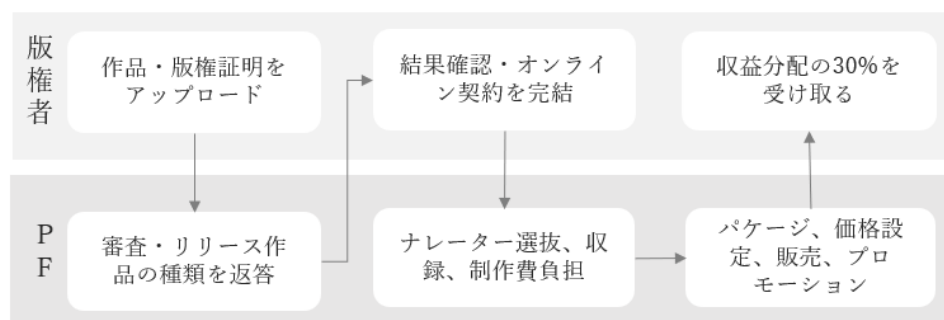 版権者
作品・版権証明を
アップロード
結果確認・オンライ
ン契約を完結
収益分配の30%を
受け取る
PF
審査・リリース作
品の種類を返答
ナレーター選抜、収
録、制作費負担
パケージ、価格設
定、販売、プロ
モーション